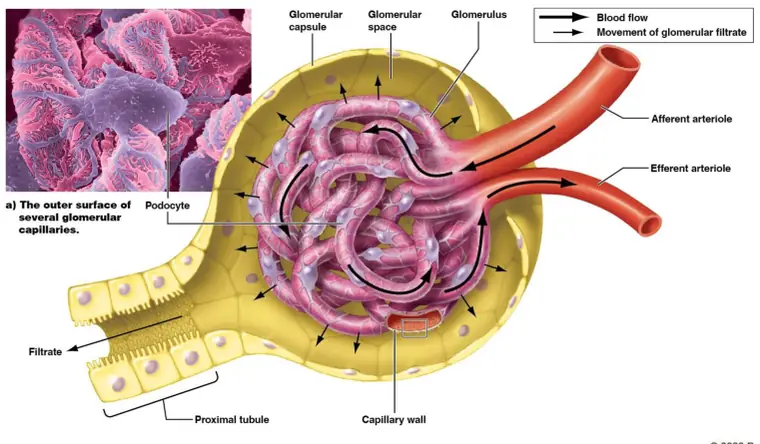 Glomerular
capsule
Glomerular
space
Glomerulus
Blood flow
Movement of glomerular filtrate
Afferent arteriole
Efferent arteriole
a) The outer surface of
several glomerular
capillaries.
Podocyte
Filtrate
Proximal tubule
Capillary wall